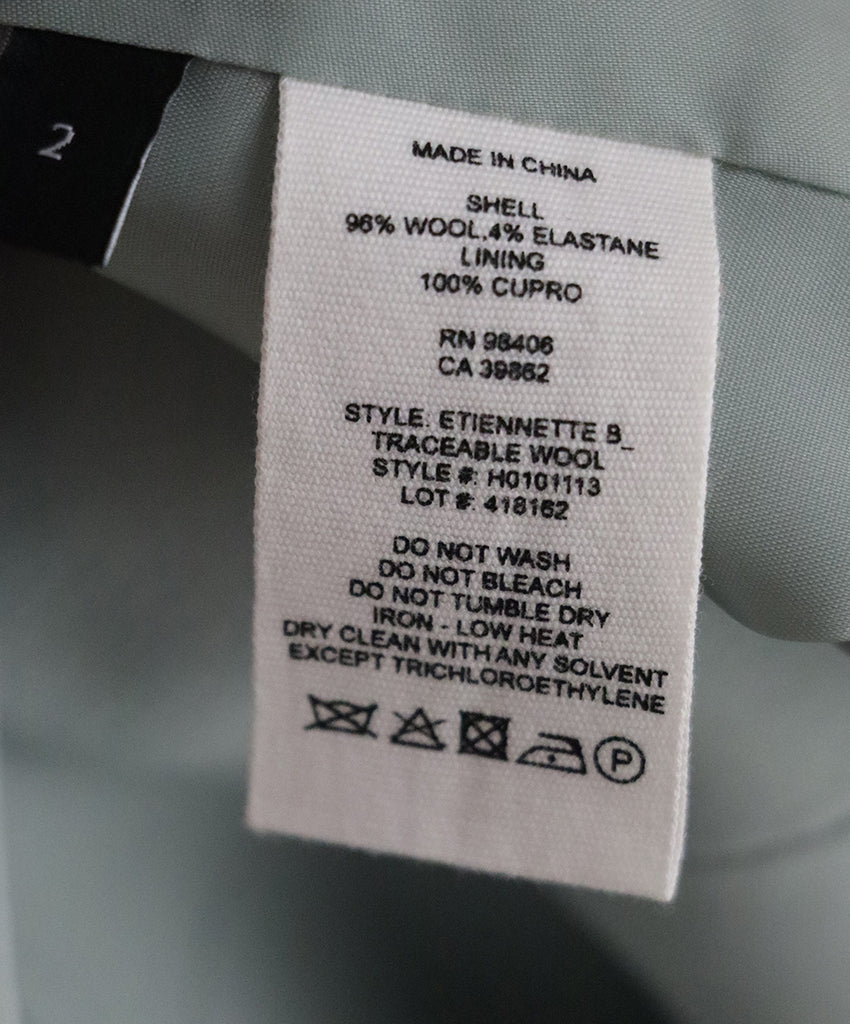 2
MADE IN CHINA
SHELL
96% WOOL,4% ELASTANE
LINING
100% CUPRO
RN 98406
CA 39862
STYLE: ETIENNETTE B_
TRACEABLE WOOL
STYLE #: H0101113
LOT #: 418162
DO NOT WASH
DO NOT BLEACH
DO NOT TUMBLE DRY
IRON - LOW HEAT
DRY CLEAN WITH ANY SOLVENT
EXCEPT TRICHLOROETHYLENE
P